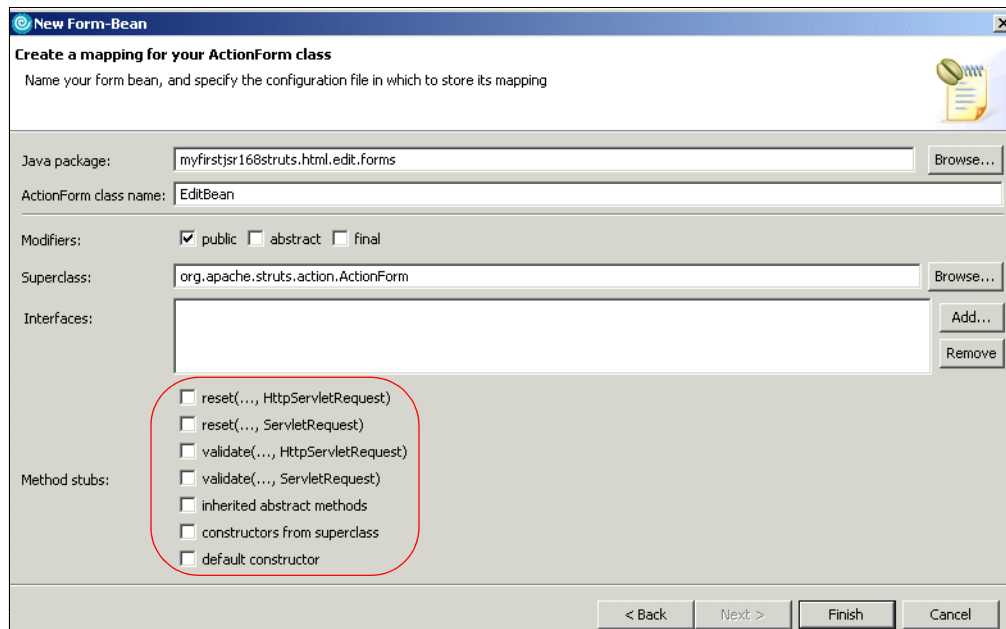 New Form-Bean
Create a mapping for your ActionForm class
Name your form bean, and specify the configuration file in which to store its mapping
Java package: myfirstjsr168struts.html.edit.forms Browse...
ActionForm class name: EditBean
Modifiers: public abstract final
Superclass: org.apache.struts.action.ActionForm Browse...
Interfaces: Add...
Remove
reset(..., HttpServletRequest)
reset(..., ServletRequest)
validate(..., HttpServletRequest)
Method stubs: validate(..., ServletRequest)
inherited abstract methods
constructors from superclass
default constructor
< Back Next > Finish Cancel